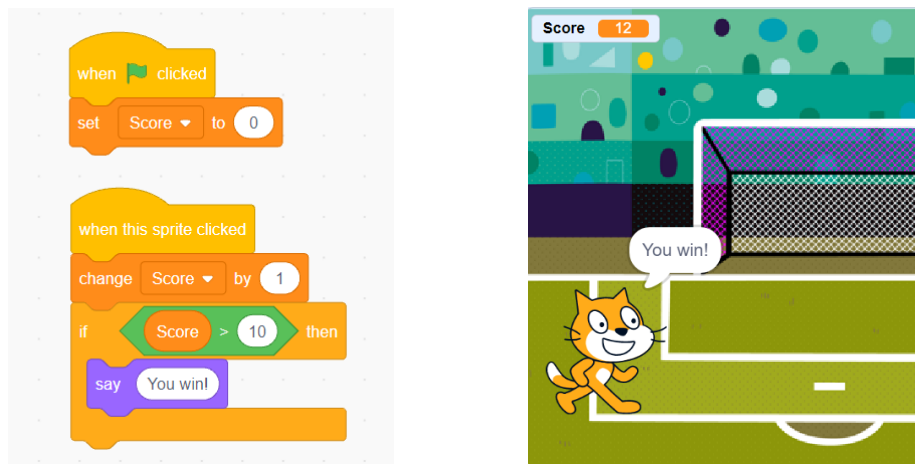 when clicked
set Score to 0
when this sprite clicked
change Score by 1
if Score > 10 then
say You win!
Score 12
You win!